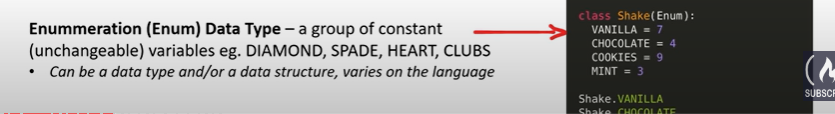 Enummeration (Enum) Data Type – a group of constant
(unchangeable) variables eg. DIAMOND, SPADE, HEART, CLUBS
• Can be a data type and/or a data structure, varies on the language
class Shake(Enum):
VANILLA = 7
CHOCOLATE = 4
COOKIES = 9
MINT = 3
Shake.VANILLA
Shake.CHOCOLATE